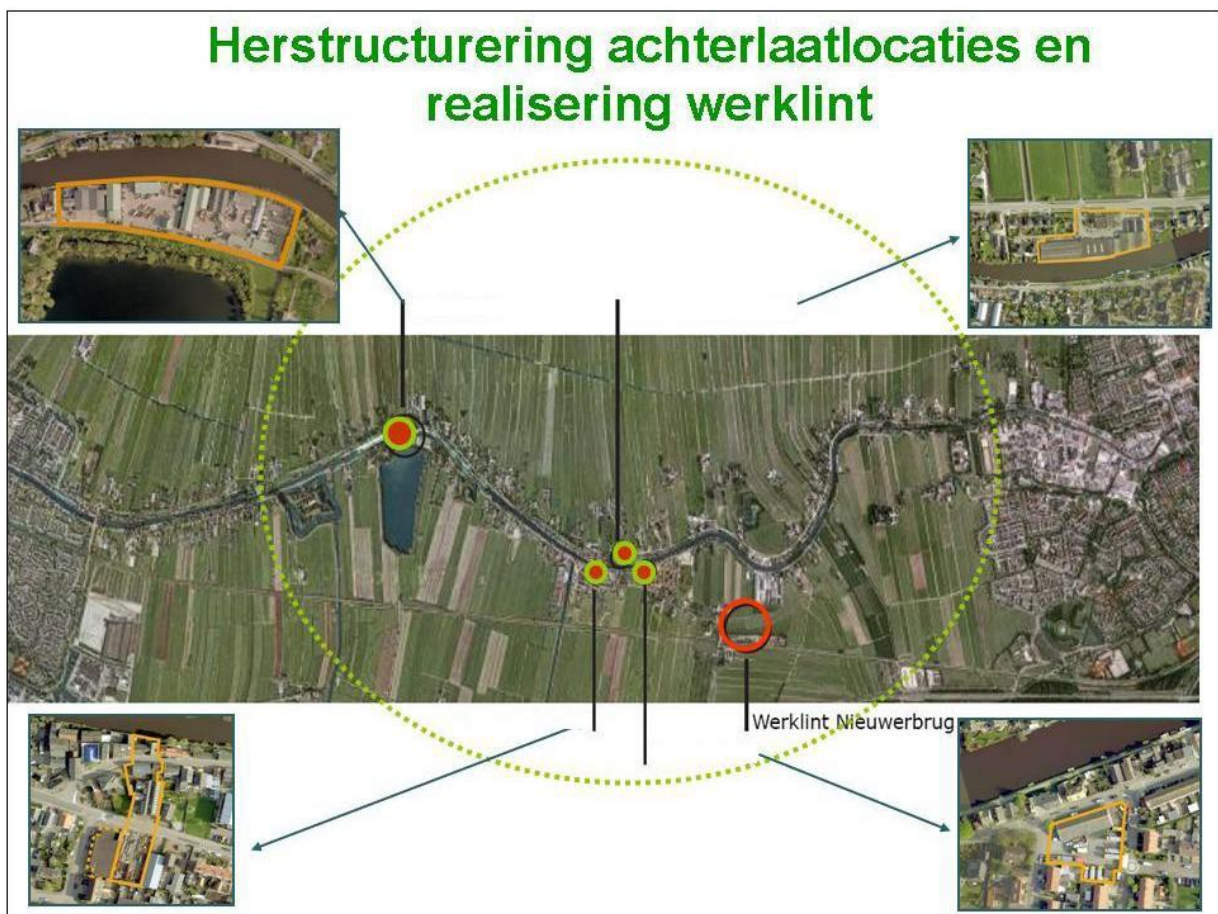 Herstructurering achterlaatlocaties en
realisering werklint
Werklint Nieuwerbrug